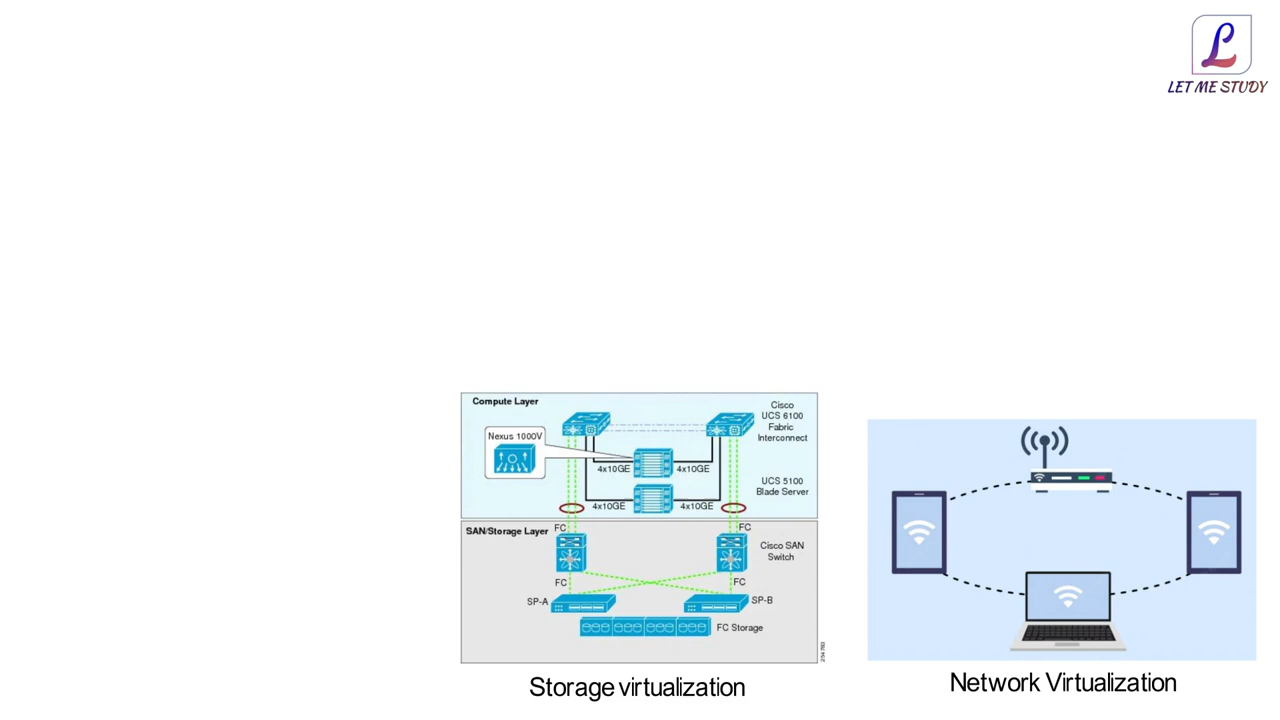 L
LET ME STUDY
Compute Layer
Cisco
UCS 6100
Fabric
Interconnect
Nexus 1000V
4x10GE
4x10GE
UCS 5100
Blade Server
4x10GE
4x10GE
SAN/Storage Layer
FC
FC
Cisco SAN
Switch
FC
FC
SP-A
SP-B
FC Storage
Storage virtualization
Network Virtualization